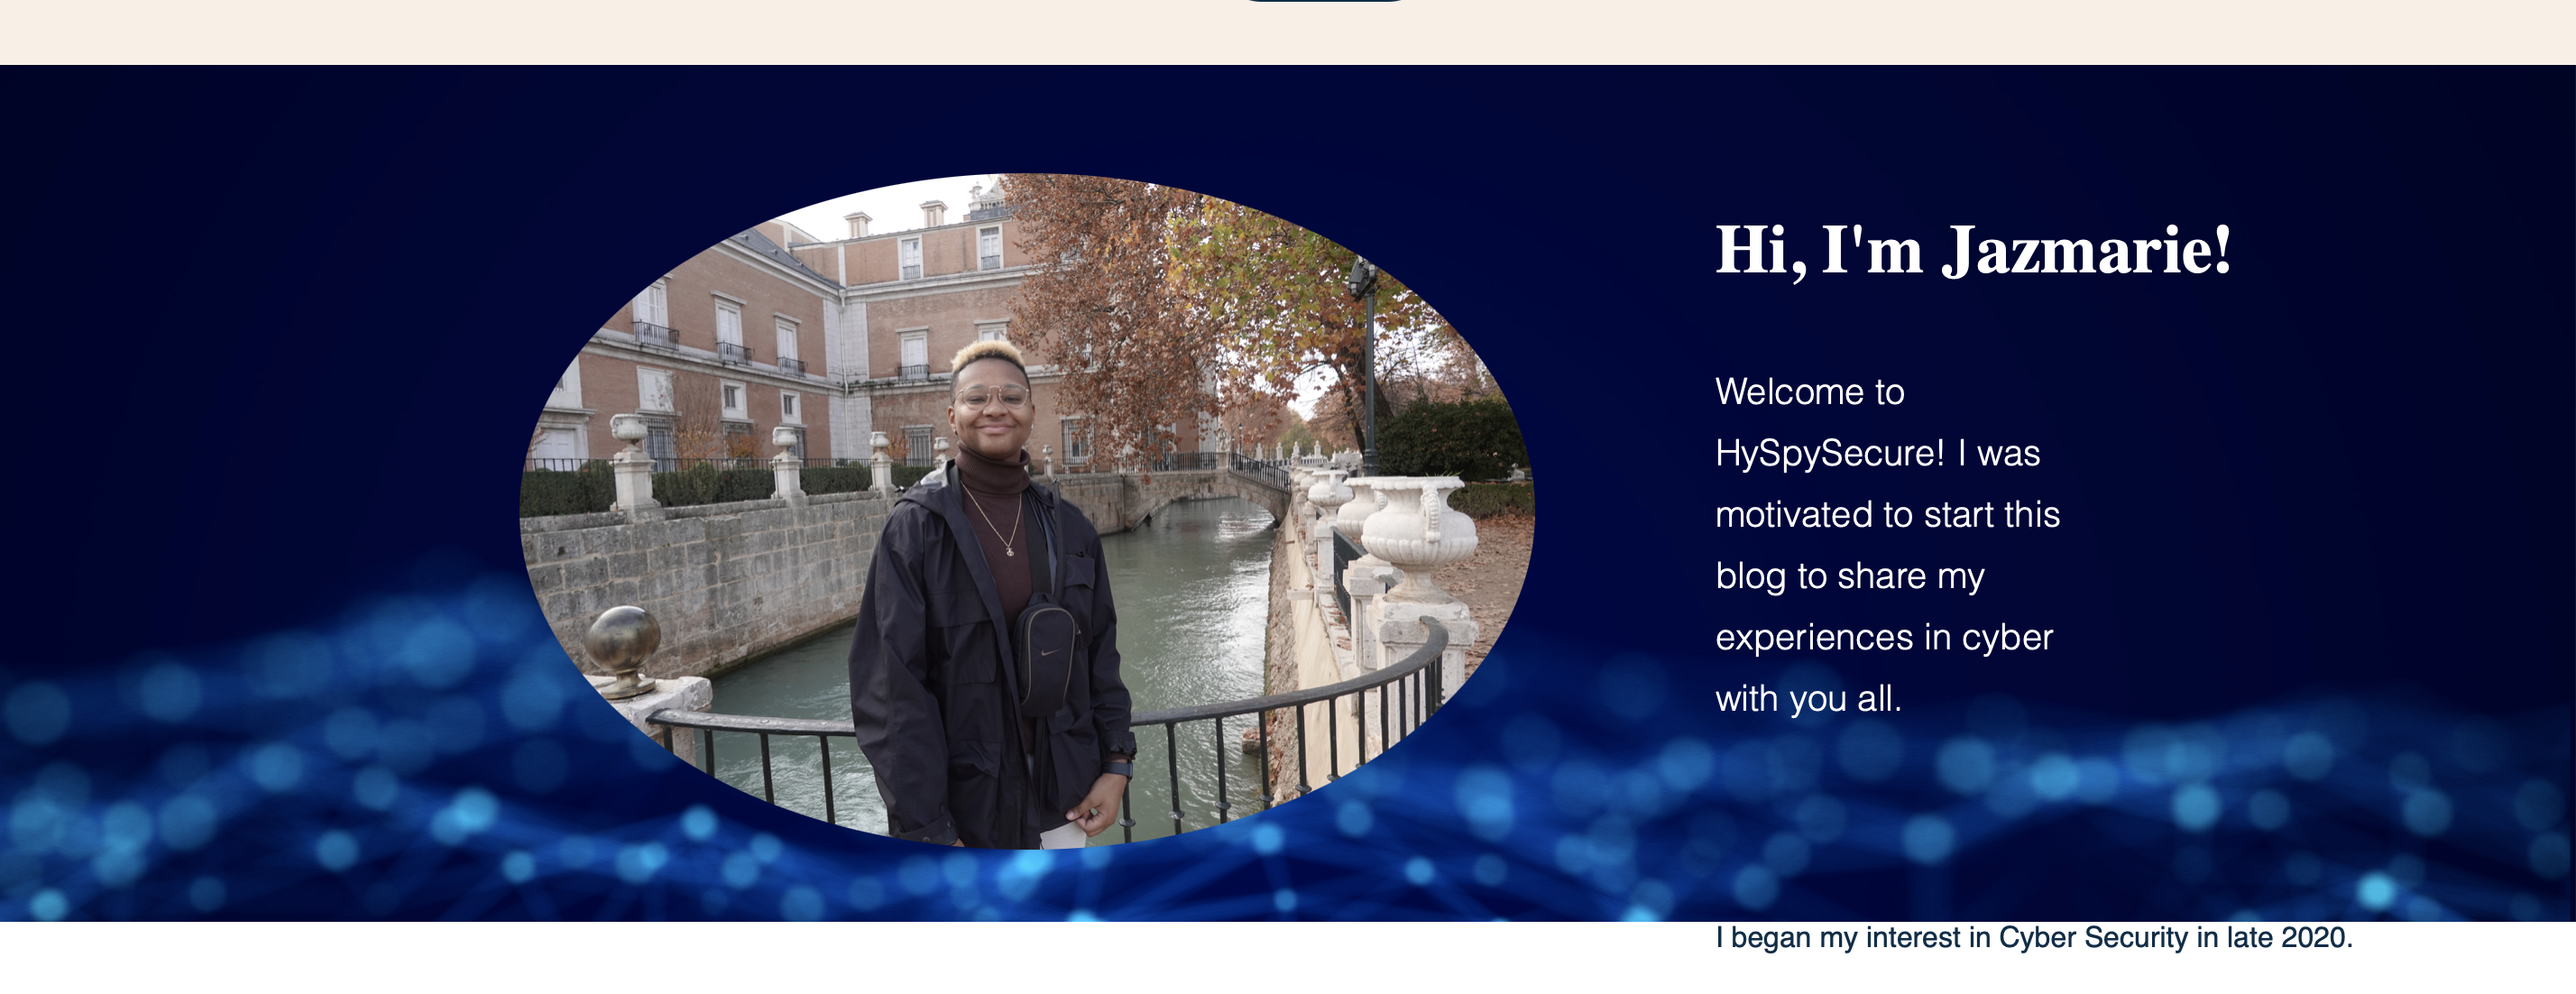 Hi, I'm Jazmarie!
Welcome to
HySpySecure! I was
motivated to start this
blog to share my
experiences in cyber
with you all.
I began my interest in Cyber Security in late 2020.